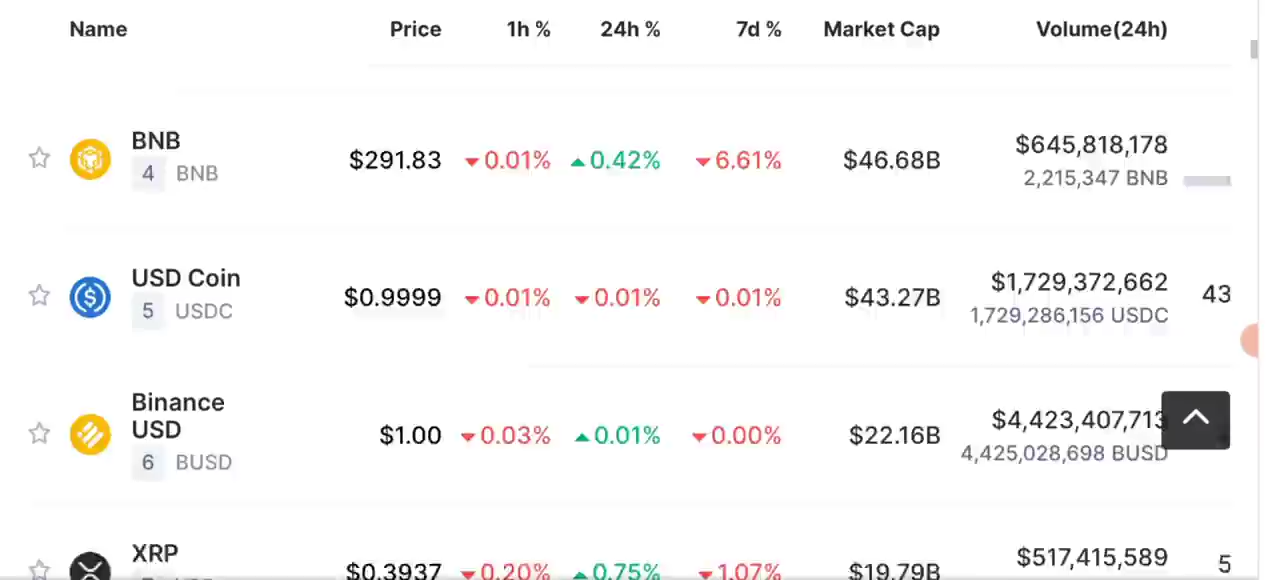 Name Price 1h % 24h % 7d % Market Cap Volume(24h)
BNB
4 BNB
$291.83 0.01% 0.42% 6.61% $46.68B
$645,818,178
2,215,347 BNB
USD Coin
5 USDC
$0.9999 0.01% 0.01% 0.01% $43.27B
$1,729,372,662
1,729,286,156 USDC
43
Binance
USD
6 BUSD
$1.00 0.03% 0.01% 0.00% $22.16B
$4,423,407,713
4,425,028,698 BUSD
XRP
$0.3937 0.20% 0.75% 1.07% $19.79B
$517,415,589
5